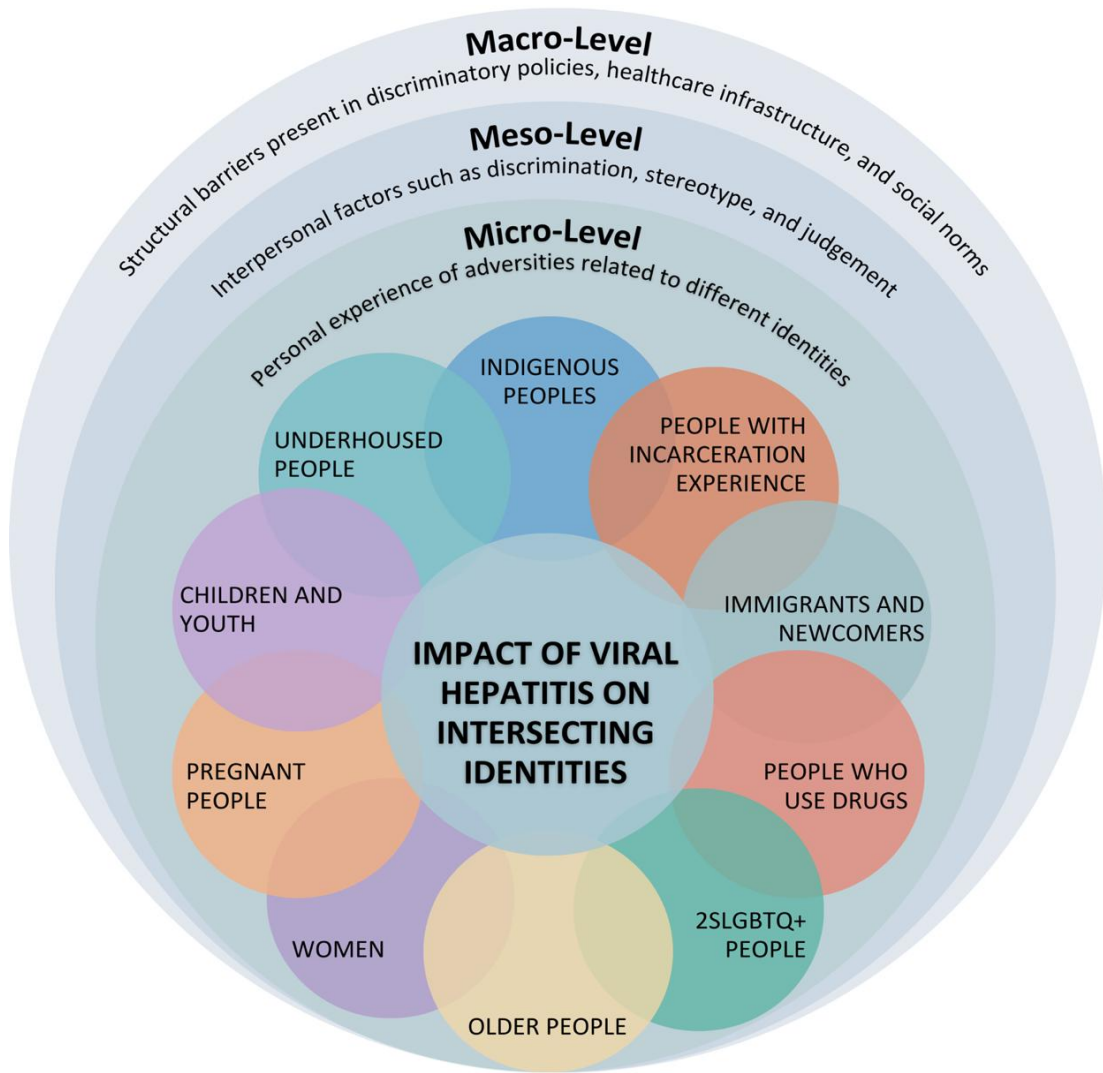 Macro-Level
Structural barriers present in discriminatory policies, healthcare infrastructure, and social norms
Meso-Level
Interpersonal factors such as discrimination, stereotype, and judgement
Micro-Level
Personal experience of adversities related to different identities
INDIGENOUS
PEOPLES
PEOPLE WITH
INCARCERATION
EXPERIENCE
UNDERHOUSED
PEOPLE
CHILDREN AND
YOUTH
IMMIGRANTS AND
NEWCOMERS
IMPACT OF VIRAL
HEPATITIS ON
INTERSECTING
IDENTITIES
PREGNANT
PEOPLE
PEOPLE WHO
USE DRUGS
WOMEN
2SLGBTQ+
PEOPLE
OLDER PEOPLE